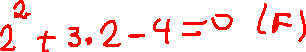 2² + 3.2 - 4 = 0 (F)